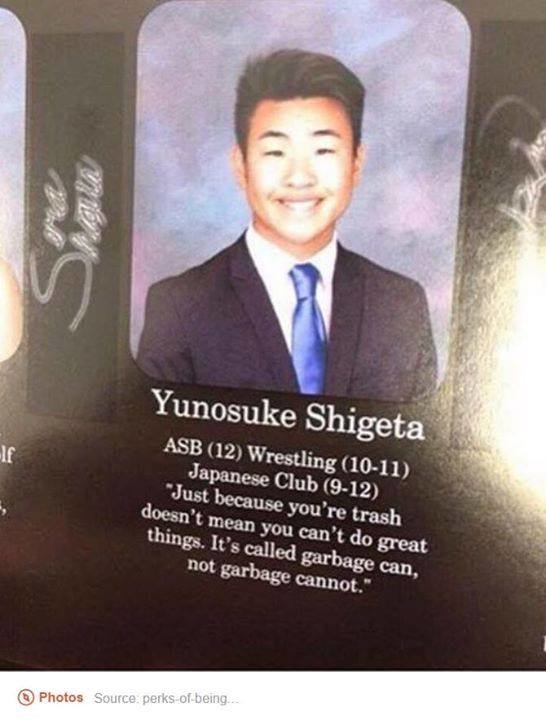 Yunosuke Shigeta
ASB (12) Wrestling (10-11)
Japanese Club (9-12)
"Just because you're trash
doesn't mean you can't do great
things. It's called garbage can,
not garbage cannot."
lf
Photos Source: perks-of-being...